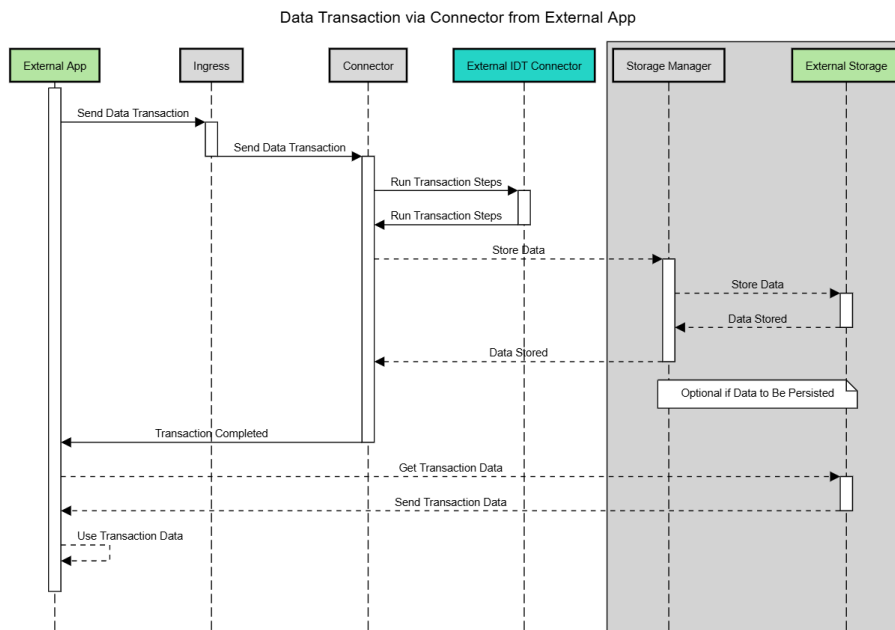 Data Transaction via Connector from External App
External App
Ingress
Connector
External IDT Connector
Storage Manager
External Storage
Send Data Transaction
Send Data Transaction
Run Transaction Steps
Run Transaction Steps
Store Data
Store Data
Data Stored
Data Stored
Optional if Data to Be Persisted
Transaction Completed
Get Transaction Data
Send Transaction Data
Use Transaction Data